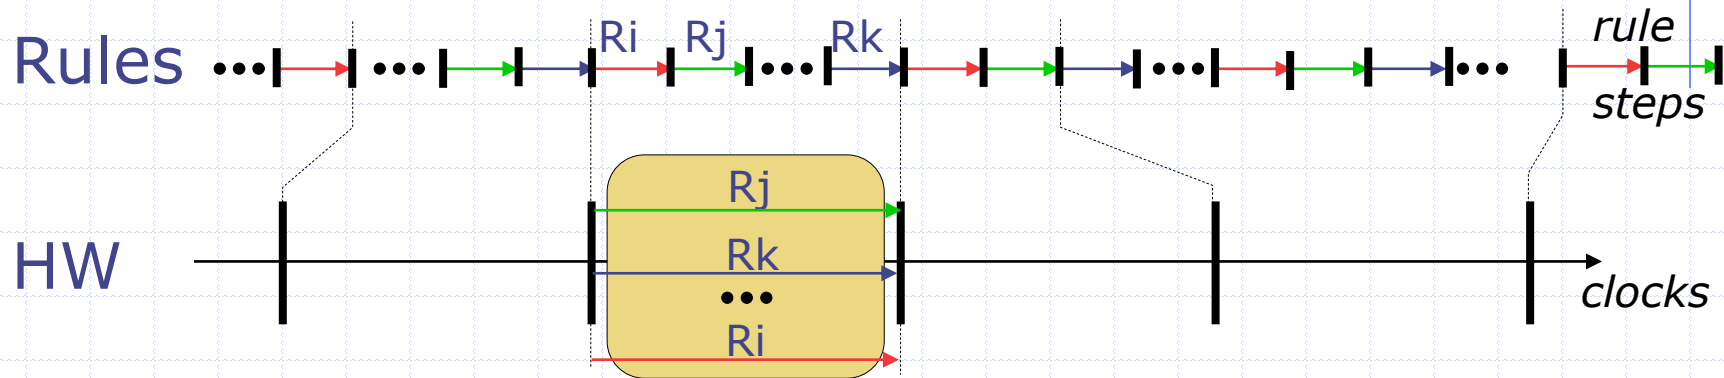 Rules ••• ••• Ri Rj ••• Rk ••• ••• rule
steps
Rj
HW Rk
•••
Ri
clocks